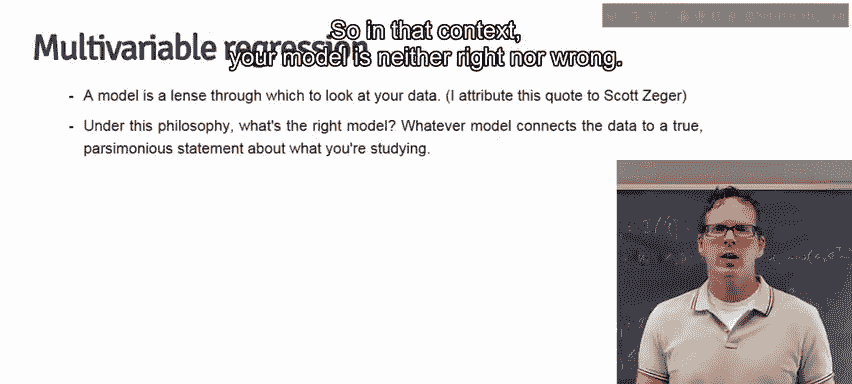 So in that context,
Multivariable regression
your model is neither right nor wrong.
- A model is a lense through which to look at your data. (I attribute this quote to Scott Zeger)
- Under this philosophy, what's the right model? Whatever model connects the data to a true,
parsimonious statement about what you're studying.